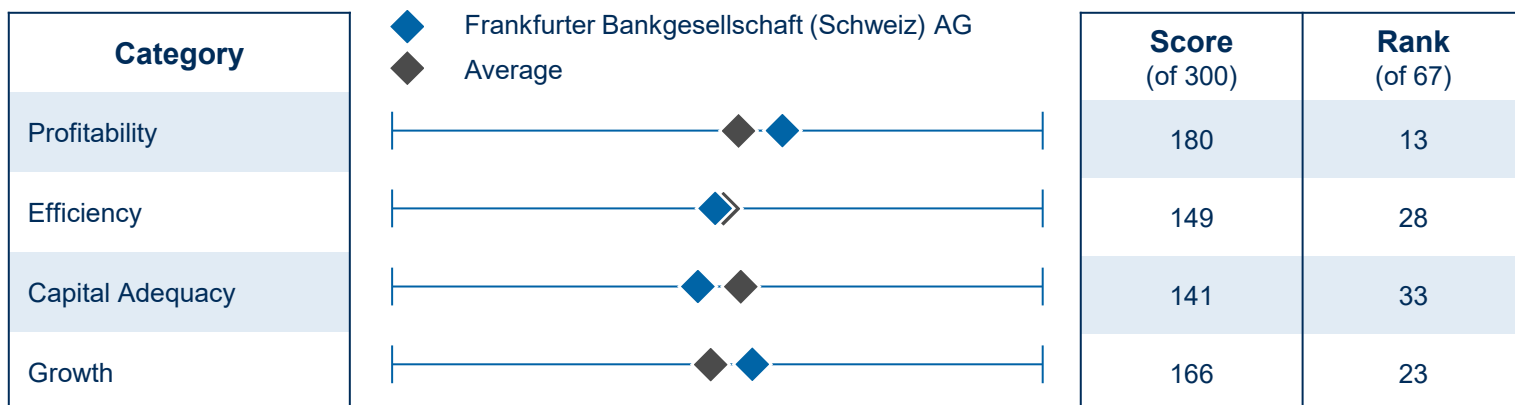 Category
Frankfurter Bankgesellschaft (Schweiz) AG
Average
Score
(of 300)
Rank
(of 67)
Profitability
180
13
Efficiency
149
28
Capital Adequacy
141
33
Growth
166
23